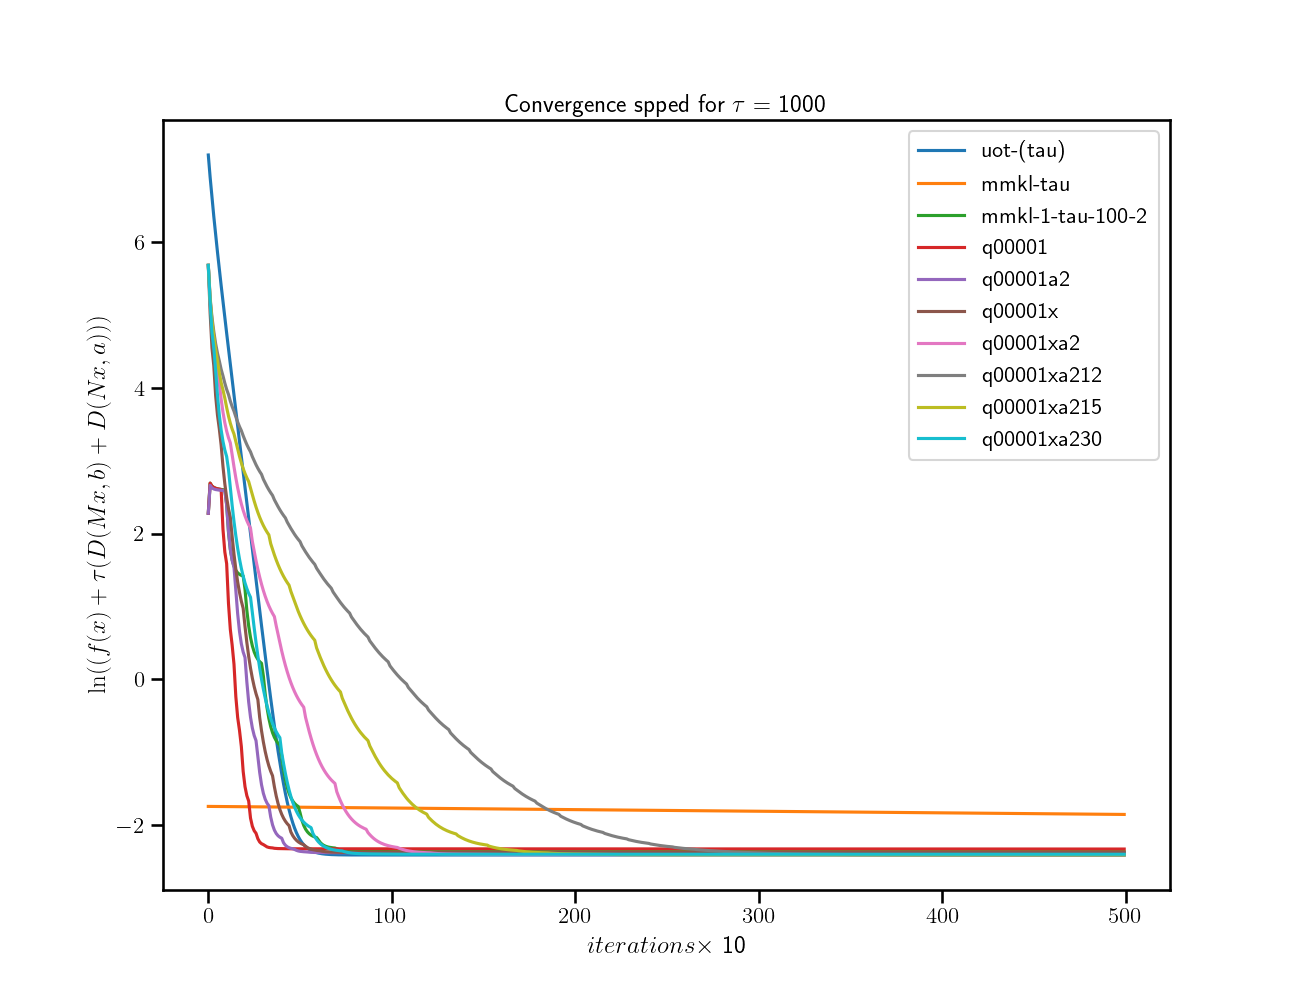 Convergence spped for τ = 1000
ln((f(x) + τ(D(Mx, b) + D(Nx, a)))
6
4
2
0
−2
0
100
200
300
400
500
iterations× 10
uot-(tau)
mmkl-tau
mmkl-1-tau-100-2
q00001
q00001a2
q00001x
q00001xa2
q00001xa212
q00001xa215
q00001xa230